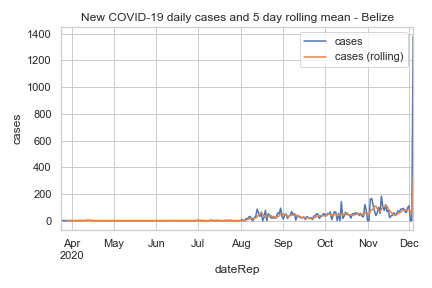 New COVID-19 daily cases and 5 day rolling mean - Belize
cases
cases (rolling)
1400
1200
1000
800
600
400
200
0
cases
Apr
2020
May
Jun
Jul
Aug
Sep
Oct
Nov
Dec
dateRep